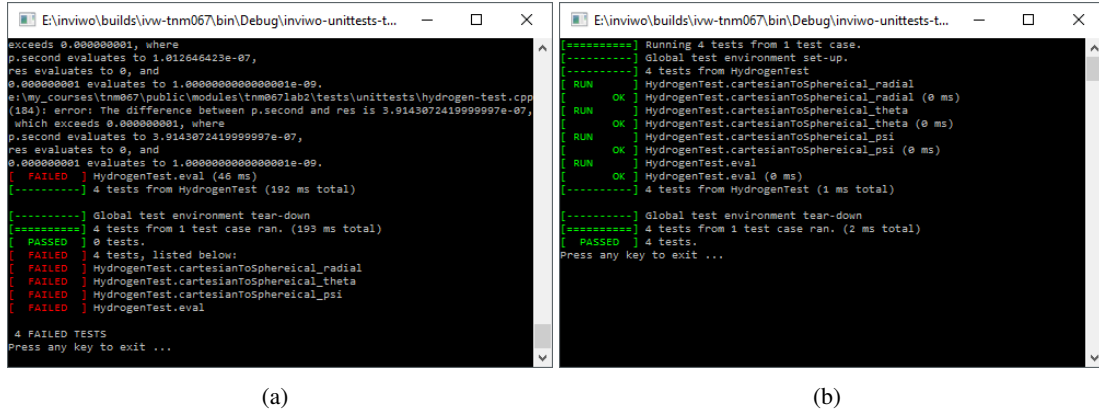 E:\inviwo\builds\ivw-tnm067\bin\Debug\inviwo-unittests-t...
exceeds 0.000000001, where
p.second evaluates to 1.012646423e-07,
res evaluates to 0, and
0.000000001 evaluates to 1.0000000000000001e-09.
e:\my_courses\tnm067\public\modules\tnm067lab2\tests\unittests\hydrogen-test.cpp
(184): error: The difference between p.second and res is 3.9143072419999997e-07,
which exceeds 0.000000001, where
p.second evaluates to 3.9143072419999997e-07,
res evaluates to 0, and
0.000000001 evaluates to 1.0000000000000001e-09.
[  FAILED  ] HydrogenTest.eval (46 ms)
[----------] 4 tests from HydrogenTest (192 ms total)
[----------] Global test environment tear-down
[==========] 4 tests from 1 test case ran. (193 ms total)
[  PASSED  ] 0 tests.
[  FAILED  ] 4 tests, listed below:
[  FAILED  ] HydrogenTest.cartesianToSphereical_radial
[  FAILED  ] HydrogenTest.cartesianToSphereical_theta
[  FAILED  ] HydrogenTest.cartesianToSphereical_psi
[  FAILED  ] HydrogenTest.eval
4 FAILED TESTS
Press any key to exit ...
(a)
E:\inviwo\builds\ivw-tnm067\bin\Debug\inviwo-unittests-t...
[==========] Running 4 tests from 1 test case.
[----------] Global test environment set-up.
[----------] 4 tests from HydrogenTest
[ RUN      ] HydrogenTest.cartesianToSphereical_radial
[       OK ] HydrogenTest.cartesianToSphereical_radial (0 ms)
[ RUN      ] HydrogenTest.cartesianToSphereical_theta
[       OK ] HydrogenTest.cartesianToSphereical_theta (0 ms)
[ RUN      ] HydrogenTest.cartesianToSphereical_psi
[       OK ] HydrogenTest.cartesianToSphereical_psi (0 ms)
[ RUN      ] HydrogenTest.eval
[       OK ] HydrogenTest.eval (0 ms)
[----------] 4 tests from HydrogenTest (1 ms total)
[----------] Global test environment tear-down
[==========] 4 tests from 1 test case ran. (2 ms total)
[  PASSED  ] 4 tests.
Press any key to exit ...
(b)